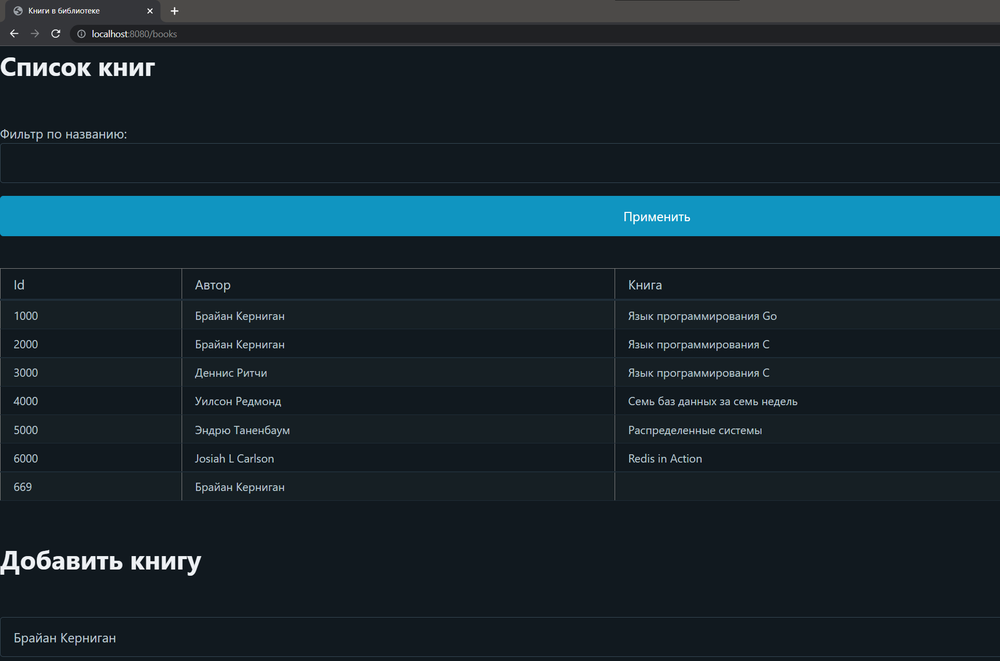 Книги в библиотеке
localhost:8080/books
Список книг
Фильтр по названию:
Применить
Id Автор Книга
1000 Брайан Керниган Язык программирования Go
2000 Брайан Керниган Язык программирования C
3000 Деннис Ритчи Язык программирования C
4000 Уилсон Редмонд Семь баз данных за семь недель
5000 Эндрю Таненбаум Распределенные системы
6000 Josiah L Carlson Redis in Action
669 Брайан Керниган
Добавить книгу
Брайан Керниган